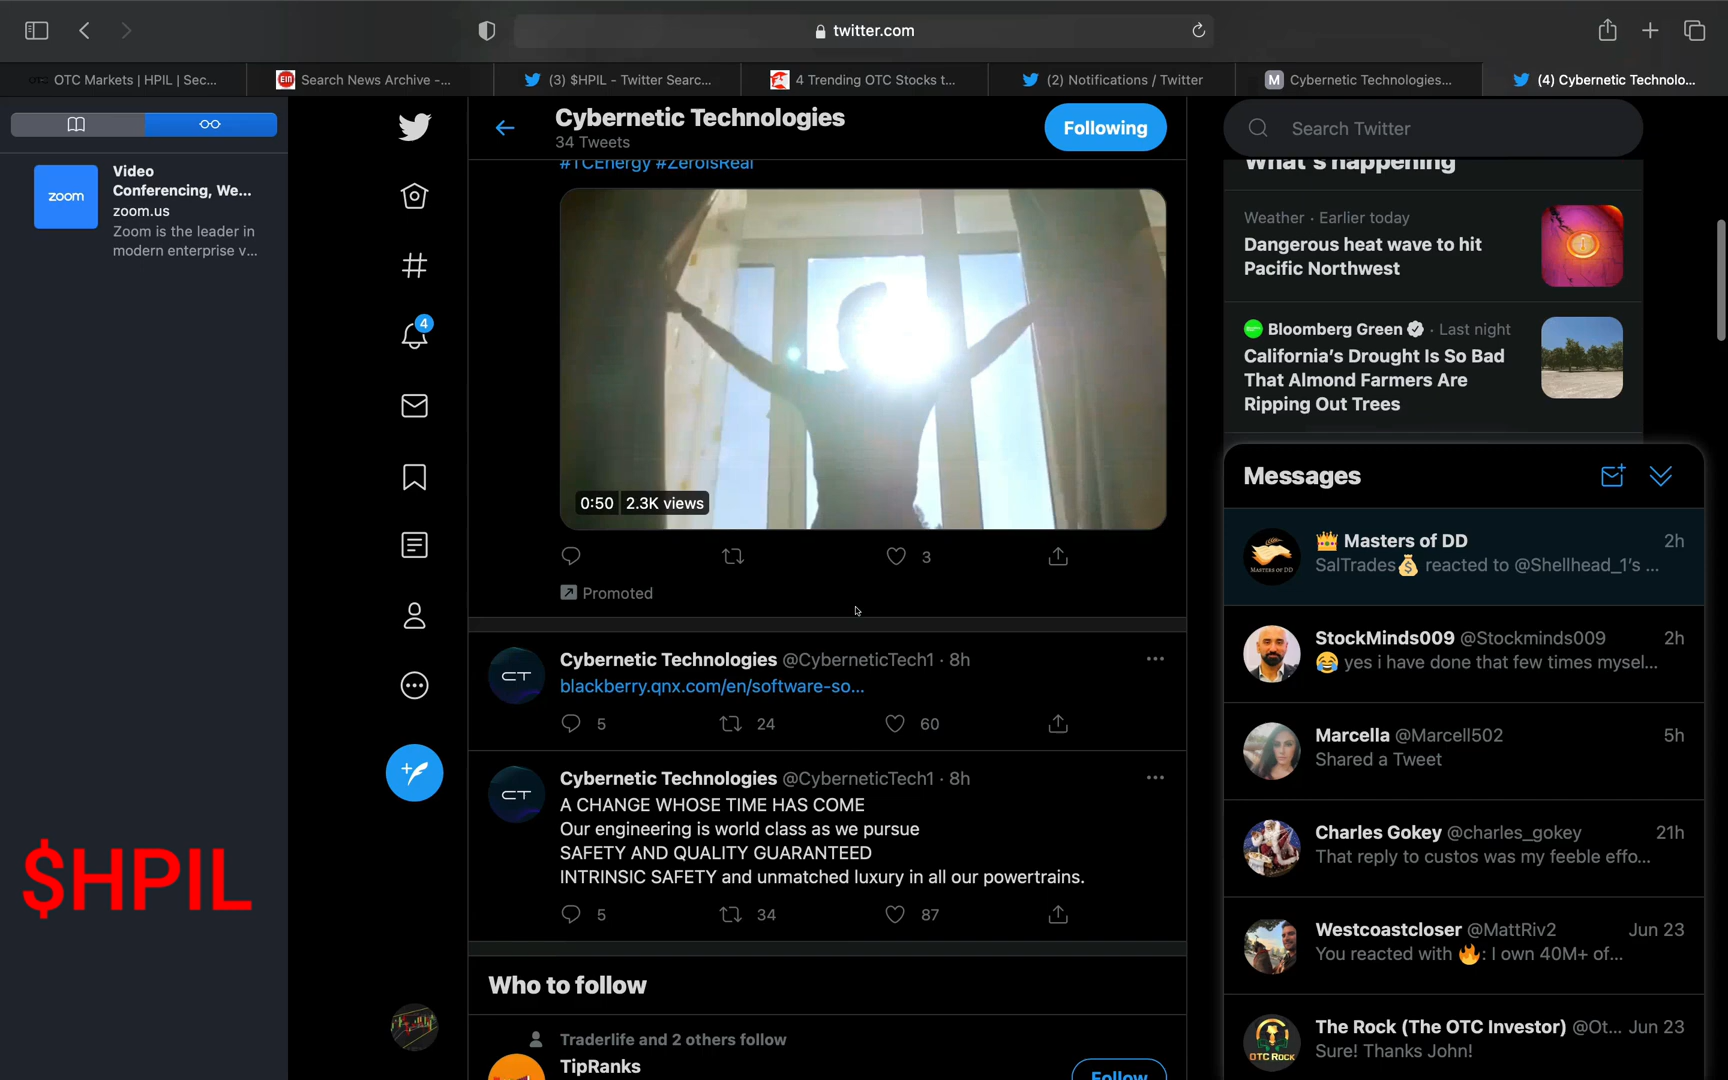 twitter.com
OTC Markets | HPIL | Sec...
Search News Archive -...
(3) $HPIL - Twitter Searc...
4 Trending OTC Stocks t...
(2) Notifications / Twitter
M Cybernetic Technologies...
(4) Cybernetic Technolo...
zoom
Video
Conferencing, We...
zoom.us
Zoom is the leader in
modern enterprise v...
$HPIL
4
Cybernetic Technologies
34 Tweets
Following
#TCEnergy #ZeroIsReal
0:50 2.3K views
3
Promoted
Cybernetic Technologies @CyberneticTech1 · 8h
blackberry.qnx.com/en/software-so...
5 24 60
CT
Cybernetic Technologies @CyberneticTech1 · 8h
A CHANGE WHOSE TIME HAS COME
Our engineering is world class as we pursue
SAFETY AND QUALITY GUARANTEED
INTRINSIC SAFETY and unmatched luxury in all our powertrains.
CT
5 34 87
Who to follow
Traderlife and 2 others follow
TipRanks
Follow
Search Twitter
What's happening
Weather · Earlier today
Dangerous heat wave to hit
Pacific Northwest
Bloomberg Green · Last night
California's Drought Is So Bad
That Almond Farmers Are
Ripping Out Trees
Messages
Masters of DD 2h
SalTrades💰 reacted to @Shellhead_1's ...
MASTERS OF DD
StockMinds009 @Stockminds009 2h
😂 yes i have done that few times mysel...
Marcella @Marcell502 5h
Shared a Tweet
Charles Gokey @charles_gokey 21h
That reply to custos was my feeble effo...
Westcoastcloser @MattRiv2 Jun 23
You reacted with 🔥: I own 40M+ of...
The Rock (The OTC Investor) @Ot... Jun 23
Sure! Thanks John!
OTC ROCK